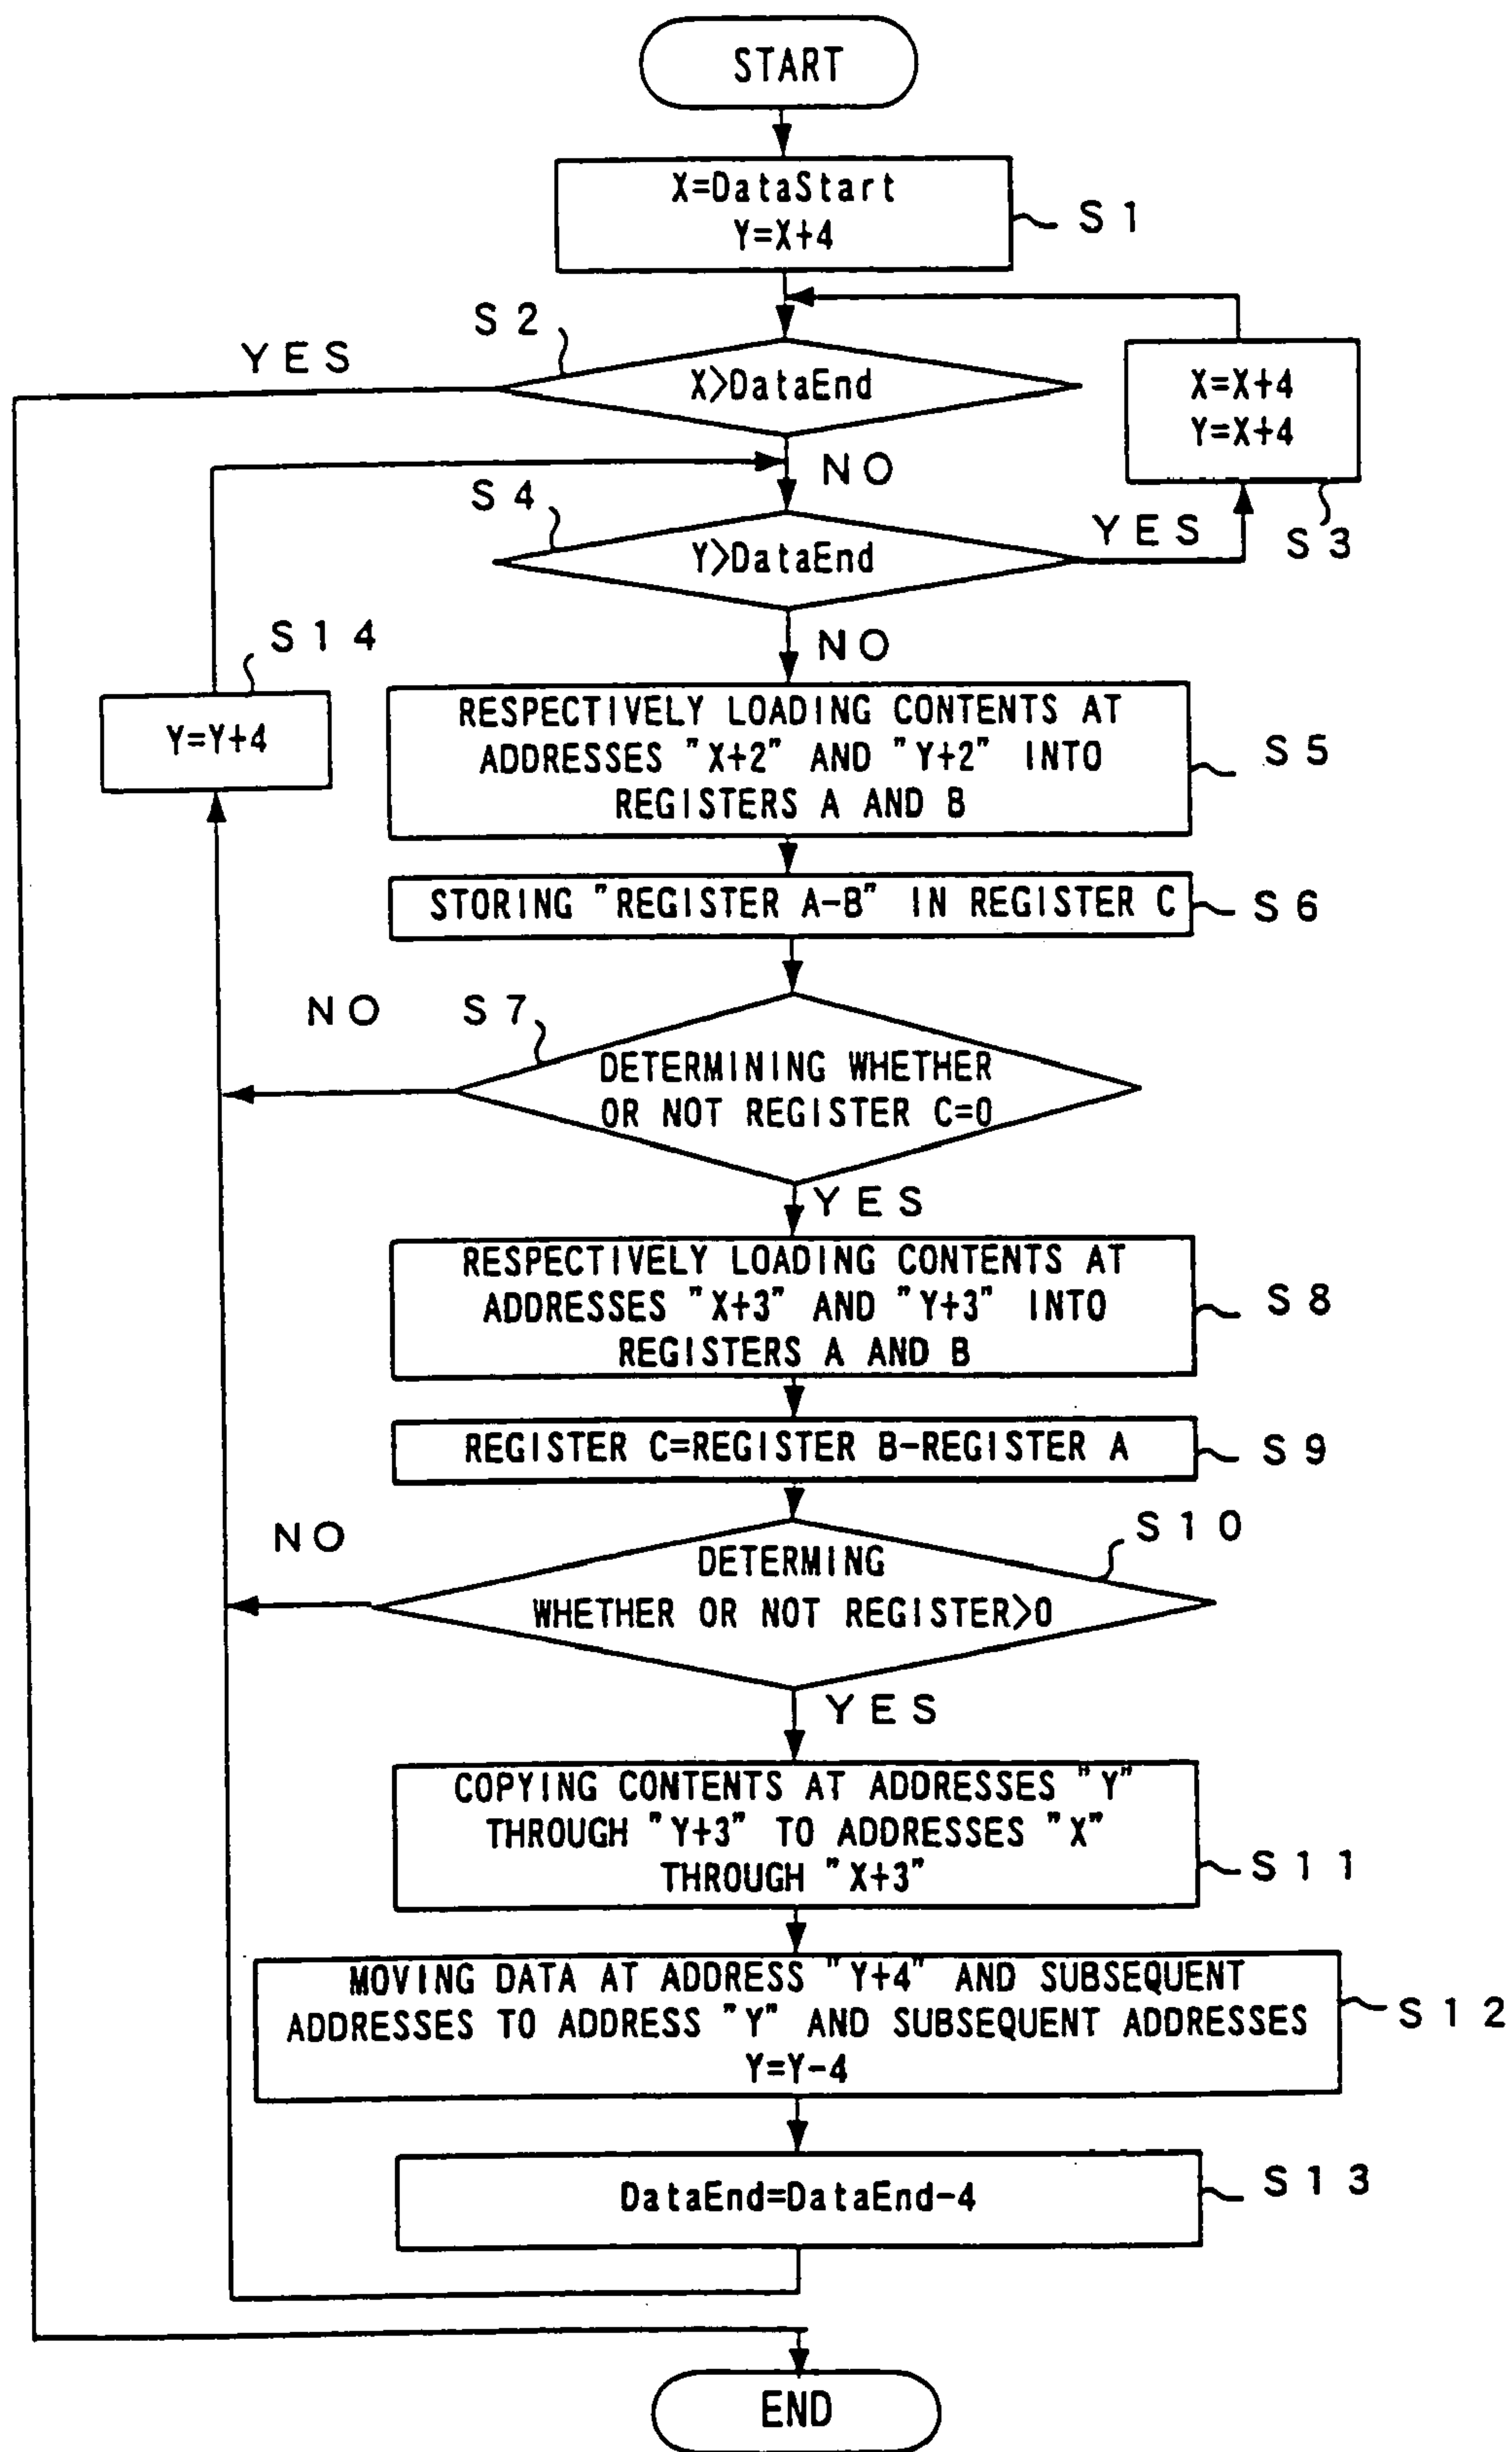 START
X=DataStart
Y=X+4
S1
S2
YES
X>DataEnd
X=X+4
Y=X+4
S3
NO
S4
Y>DataEnd
YES
NO
S14
Y=Y+4
RESPECTIVELY LOADING CONTENTS AT
ADDRESSES "X+2" AND "Y+2" INTO
REGISTERS A AND B
S5
STORING "REGISTER A-B" IN REGISTER C
S6
NO
S7
DETERMINING WHETHER
OR NOT REGISTER C=0
YES
RESPECTIVELY LOADING CONTENTS AT
ADDRESSES "X+3" AND "Y+3" INTO
REGISTERS A AND B
S8
REGISTER C=REGISTER B-REGISTER A
S9
NO
S10
DETERMING
WHETHER OR NOT REGISTER>0
YES
COPYING CONTENTS AT ADDRESSES "Y"
THROUGH "Y+3" TO ADDRESSES "X"
THROUGH "X+3"
S11
MOVING DATA AT ADDRESS "Y+4" AND SUBSEQUENT
ADDRESSES TO ADDRESS "Y" AND SUBSEQUENT ADDRESSES
Y=Y-4
S12
DataEnd=DataEnd-4
S13
END